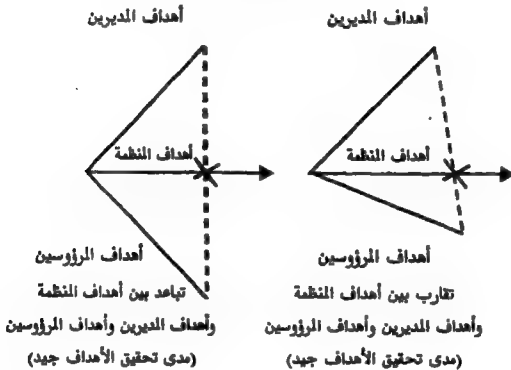 أهداف المديرين
أهداف المنظمة
أهداف المرؤوسين
تقارب بين أهداف المنظمة
وأهداف المديرين وأهداف المرؤوسين
(مدى تحقيق الأهداف جيد)
أهداف المديرين
أهداف المنظمة
أهداف المرؤوسين
تباعد بين أهداف المنظمة
وأهداف المديرين وأهداف المرؤوسين
(مدى تحقيق الأهداف جيد)